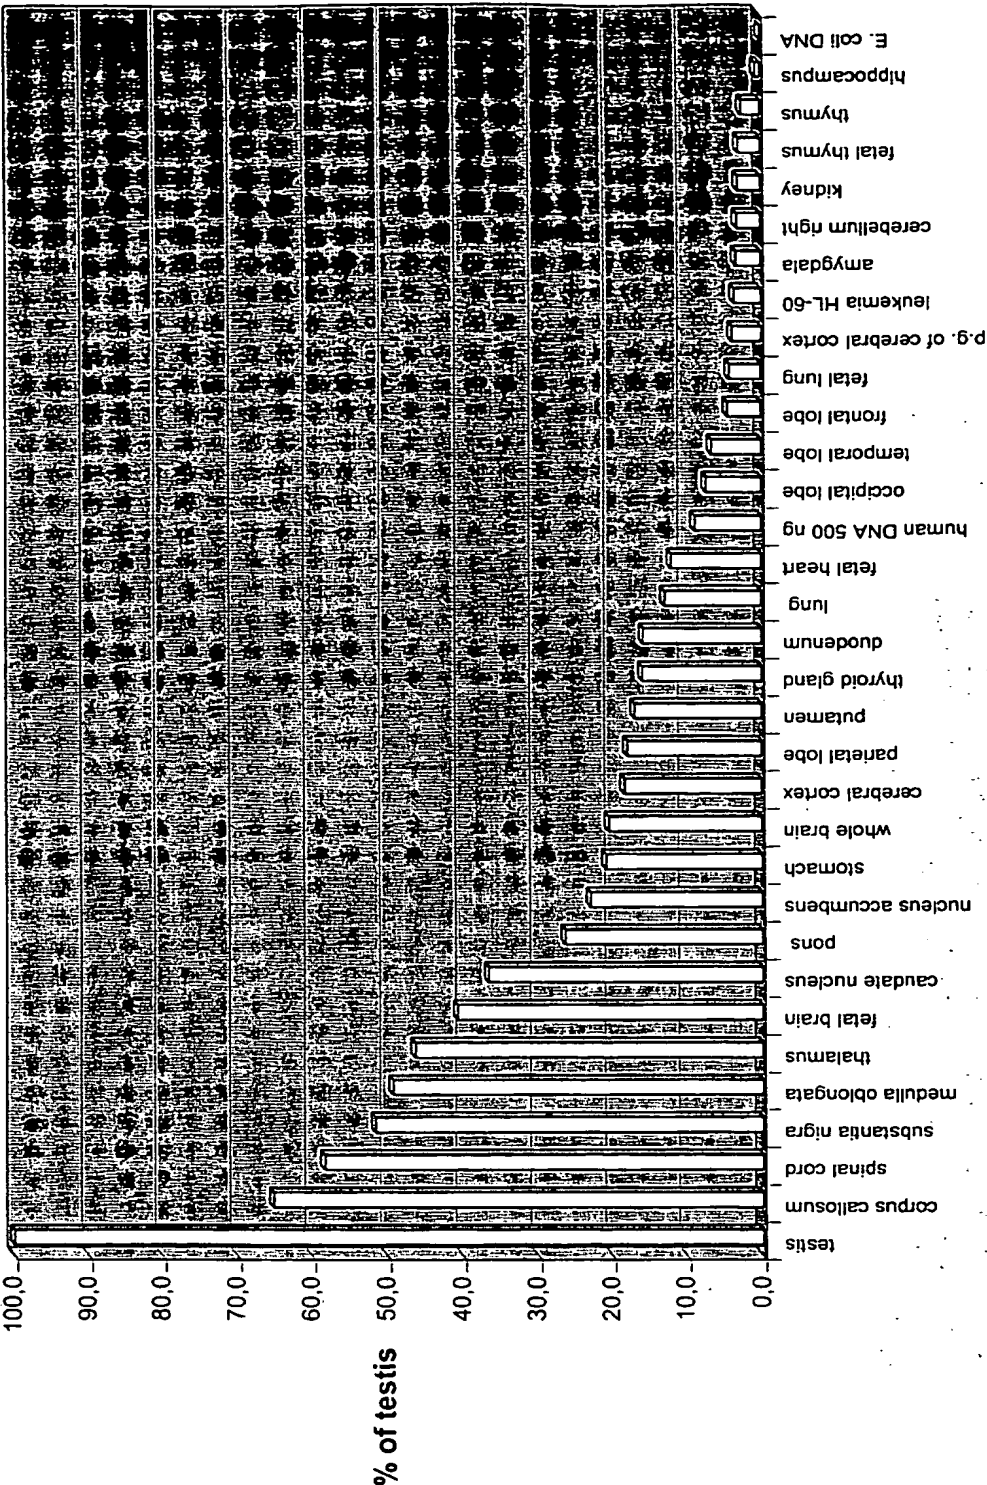 % of testis
100,0
90,0
80,0
70,0
60,0
50,0
40,0
30,0
20,0
10,0
0,0
testis
corpus callosum
spinal cord
substantia nigra
medulla oblongata
thalamus
fetal brain
caudate nucleus
pons
nucleus accumbens
stomach
whole brain
cerebral cortex
parietal lobe
putamen
thyroid gland
duodenum
lung
fetal heart
human DNA 500 ng
occipital lobe
temporal lobe
frontal lobe
fetal lung
p.g. of cerebral cortex
leukemia HL-60
amygdala
cerebellum right
kidney
fetal thymus
thymus
hippocampus
E. coli DNA